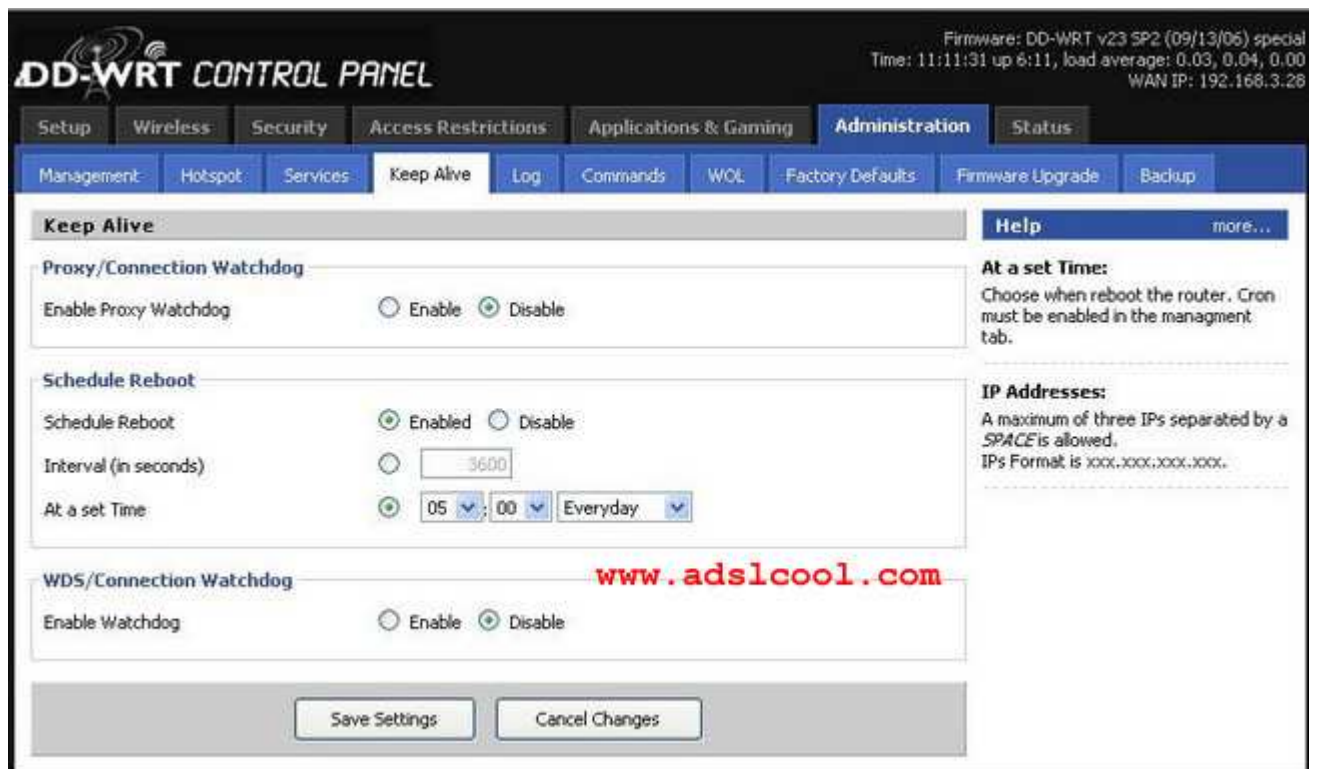 DD-WRT CONTROL PANEL
Firmware: DD-WRT v23 SP2 (09/13/06) special
Time: 11:11:31 up 6:11, load average: 0.03, 0.04, 0.00
WAN IP: 192.168.3.28
Setup Wireless Security Access Restrictions Applications & Gaming Administration Status
Management Hotspot Services Keep Alive Log Commands WOL Factory Defaults Firmware Upgrade Backup
Keep Alive
Proxy/Connection Watchdog
Enable Proxy Watchdog Enable Disable
Schedule Reboot
Schedule Reboot Enabled Disable
Interval (in seconds) 3600
At a set Time 05 : 00 Everyday
WDS/Connection Watchdog
www.adslcool.com
Enable Watchdog Enable Disable
Save Settings Cancel Changes
Help more...
At a set Time:
Choose when reboot the router. Cron
must be enabled in the managment
tab.
IP Addresses:
A maximum of three IPs separated by a
SPACE is allowed.
IPs Format is xxx.xxx.xxx.xxx.